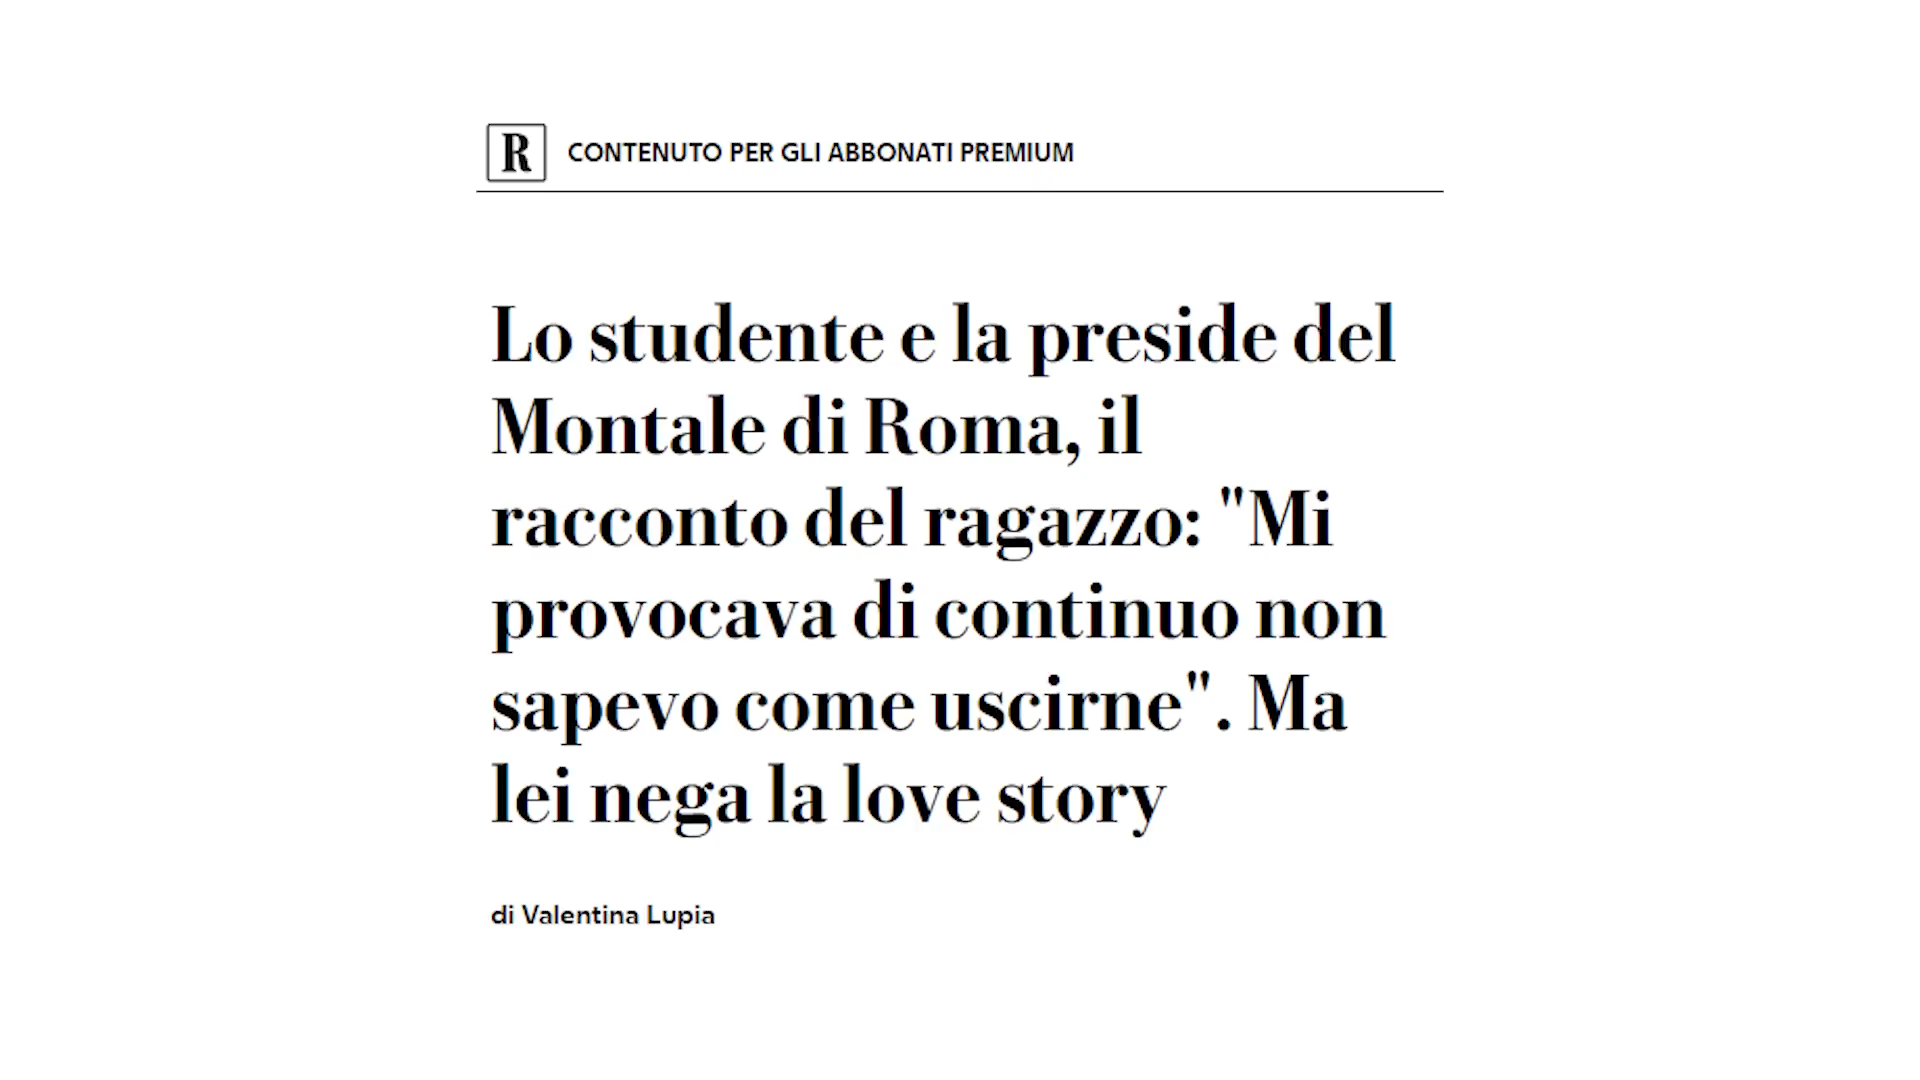 R CONTENUTO PER GLI ABBONATI PREMIUM
Lo studente e la preside del
Montale di Roma, il
racconto del ragazzo: "Mi
provocava di continuo non
sapevo come uscirne". Ma
lei nega la love story
di Valentina Lupia